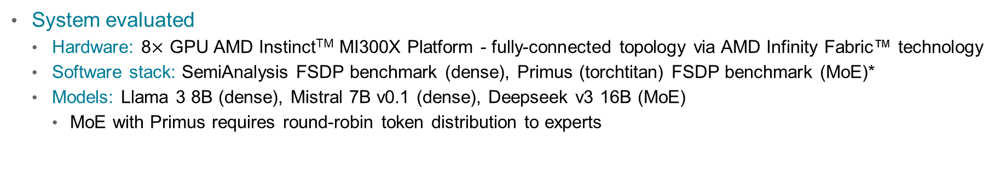 • System evaluated
• Hardware: 8× GPU AMD Instinct™ MI300X Platform - fully-connected topology via AMD Infinity Fabric™ technology
• Software stack: SemiAnalysis FSDP benchmark (dense), Primus (torchtitan) FSDP benchmark (MoE)*
• Models: Llama 3 8B (dense), Mistral 7B v0.1 (dense), Deepseek v3 16B (MoE)
• MoE with Primus requires round-robin token distribution to experts